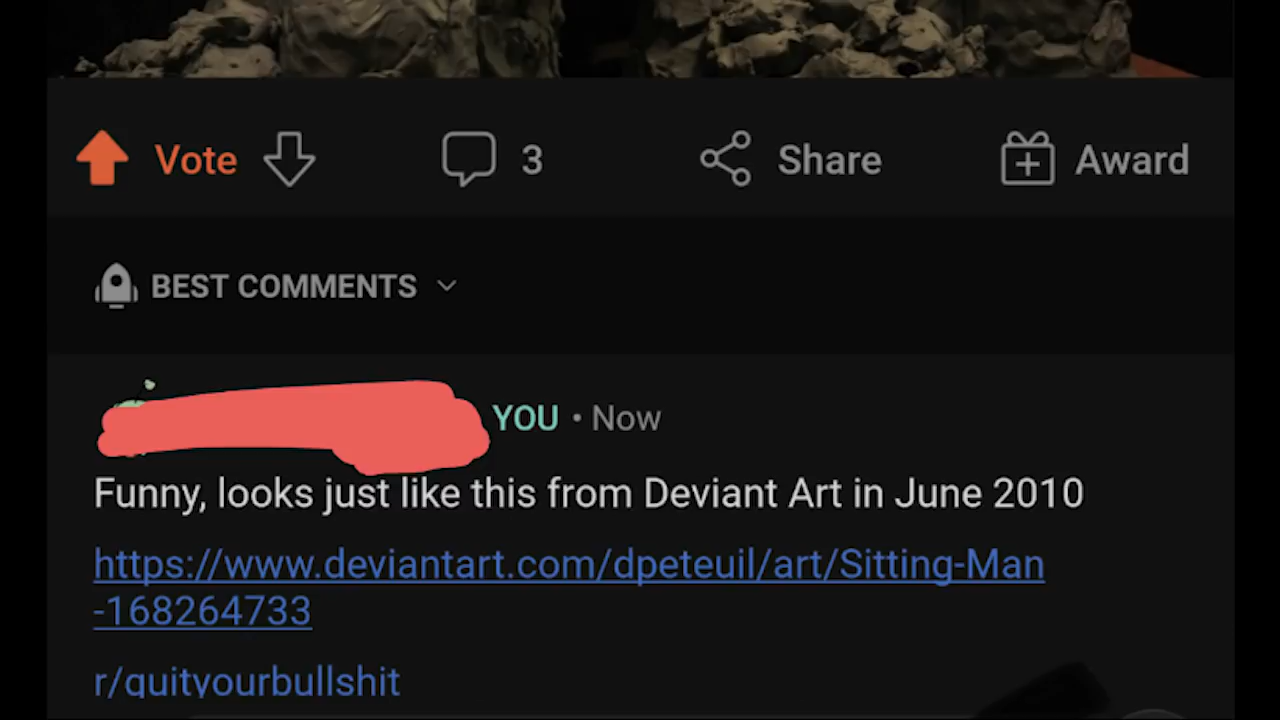 Vote 3 Share Award
BEST COMMENTS
YOU • Now
Funny, looks just like this from Deviant Art in June 2010
https://www.deviantart.com/dpeteuil/art/Sitting-Man
-168264733
r/quityourbullshit